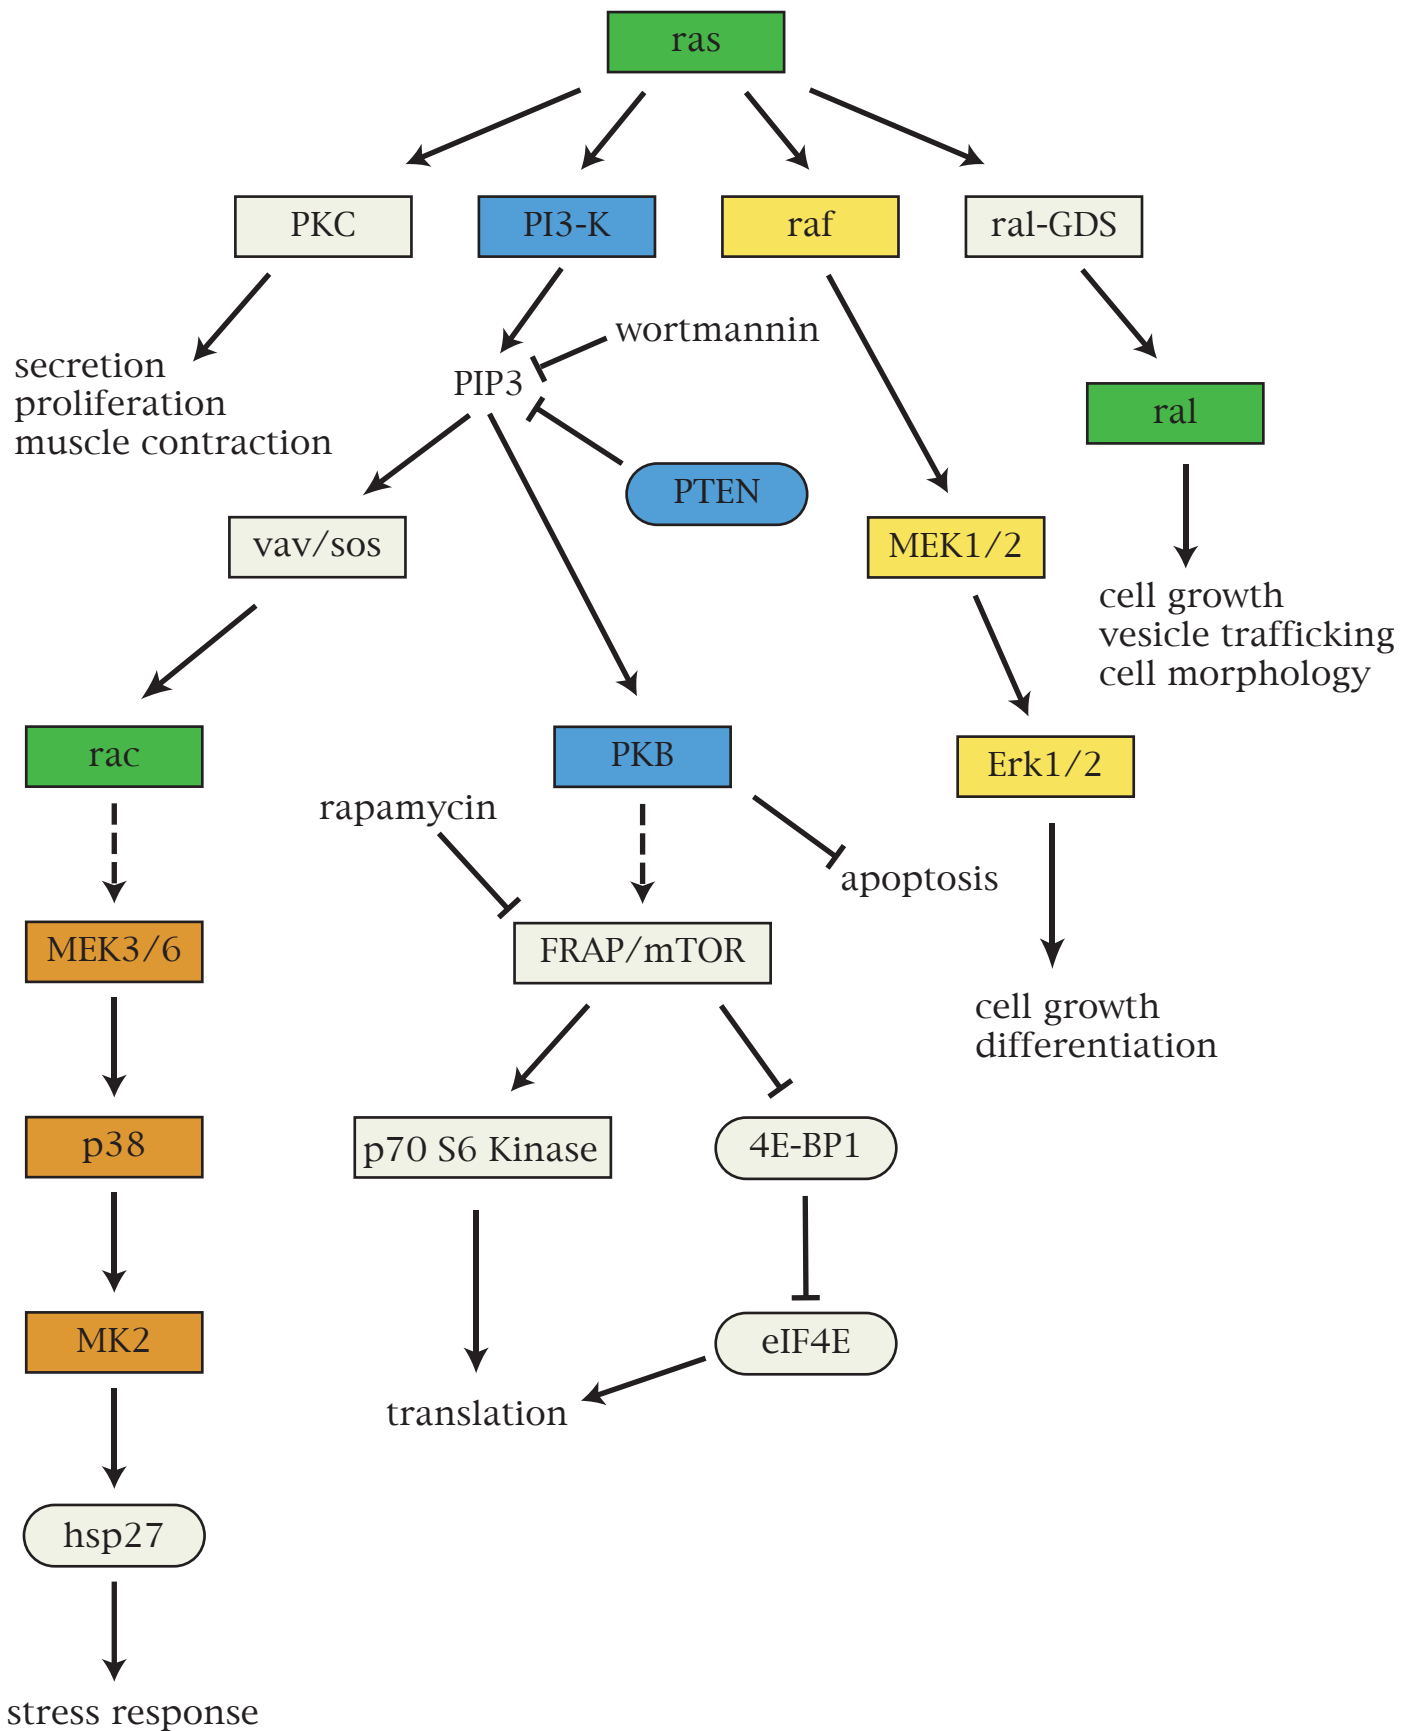 ras
PKC
PI3-K
raf
ral-GDS
wortmannin
secretion
proliferation
muscle contraction
PIP3
ral
PTEN
vav/sos
MEK1/2
cell growth
vesicle trafficking
cell morphology
rac
PKB
Erk1/2
rapamycin
apoptosis
MEK3/6
FRAP/mTOR
cell growth
differentiation
p38
p70 S6 Kinase
4E-BP1
MK2
eIF4E
translation
hsp27
stress response